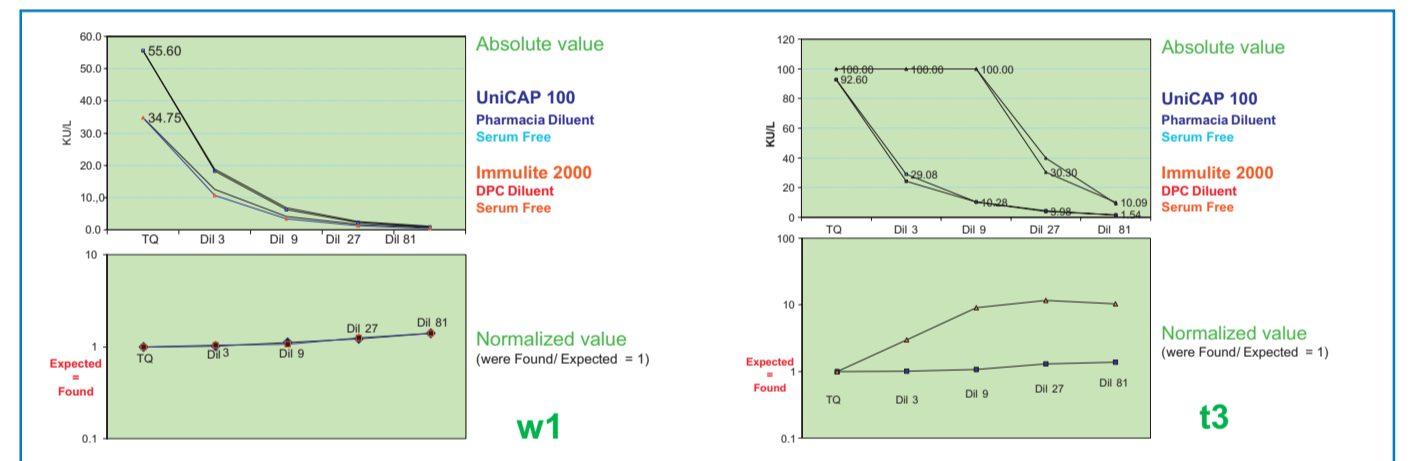 60.0
50.0
40.0
30.0
20.0
10.0
0.0
KU/L
55.60
34.75
TQ Dil 3 Dil 9 Dil 27 Dil 81
Absolute value
UniCAP 100
Pharmacia Diluent
Serum Free
Immulite 2000
DPC Diluent
Serum Free
10
1
0.1
Expected
=
Found
TQ Dil 3 Dil 9 Dil 27 Dil 81
Normalized value
(were Found/ Expected = 1)
w1
120
100
80
60
40
20
0
KU/L
100.00 100.00 100.00
92.60
29.08
10.28
30.30
3.98
10.09
1.54
TQ Dil 3 Dil 9 Dil 27 Dil 81
Absolute value
UniCAP 100
Pharmacia Diluent
Serum Free
Immulite 2000
DPC Diluent
Serum Free
100
10
1
0.1
Expected
=
Found
TQ Dil 3 Dil 9 Dil 27 Dil 81
Normalized value
(were Found/ Expected = 1)
t3